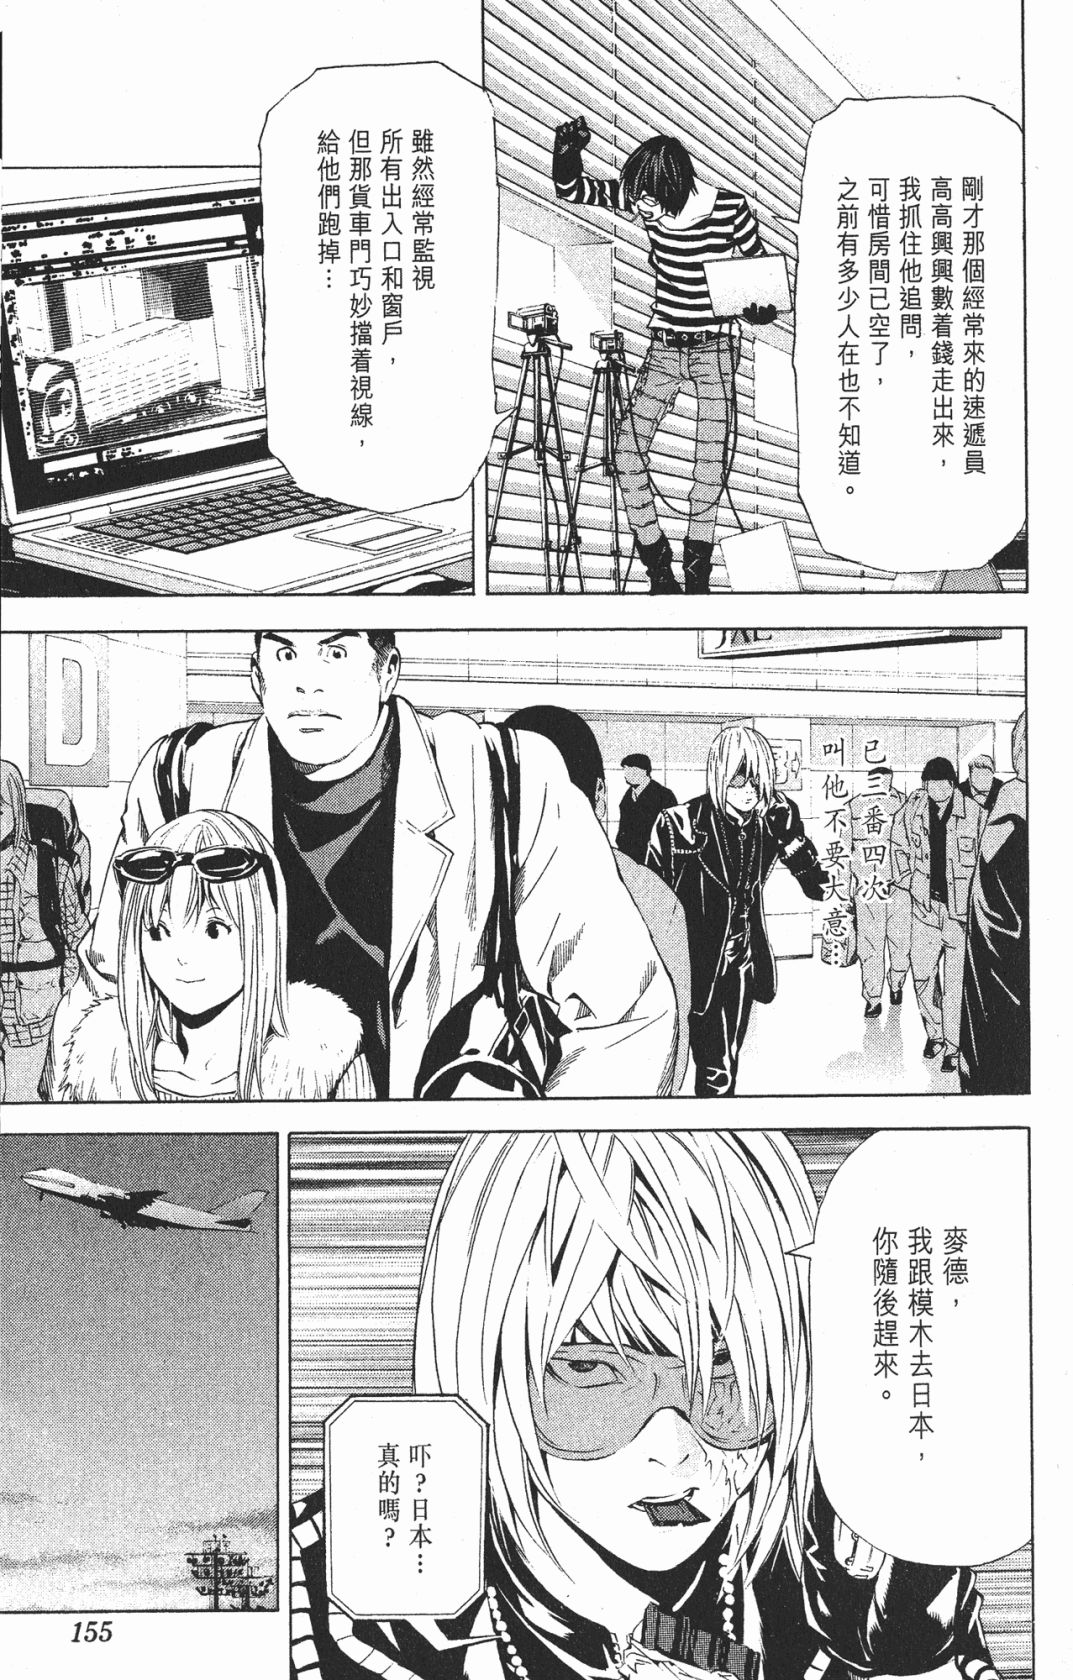 剛才那個經常來的速遞員
高高興興數着錢走出來，
我抓住他追問，
可惜房間已空了，
之前有多少人在也不知道。
雖然經常監視
所有出入口和窗戶，
但那貨車門巧妙擋着視線，
給他們跑掉…
JAL
D
已三番四次
叫他不要大意…
麥德，
我跟模木去日本，
你隨後趕來。
吓？日本…
真的嗎？
155